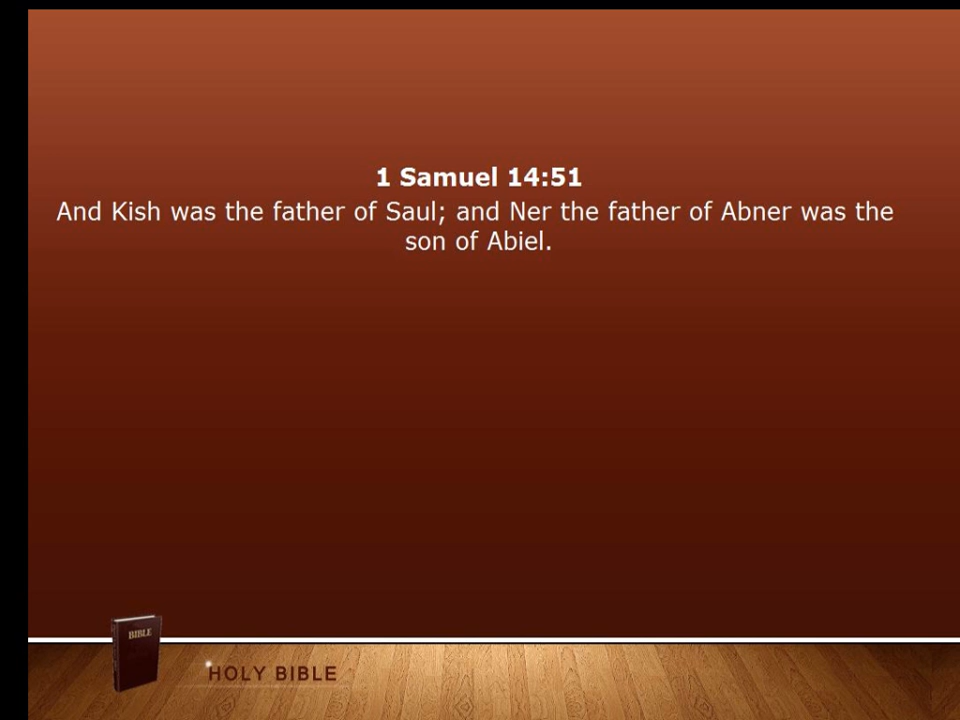 1 Samuel 14:51
And Kish was the father of Saul; and Ner the father of Abner was the
son of Abiel.
BIBLE
HOLY BIBLE